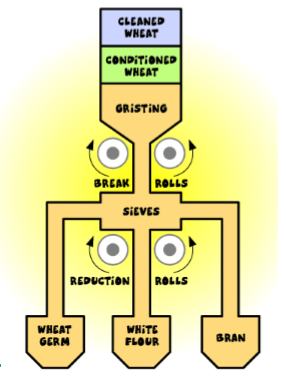 CLEANED
WHEAT
CONDITIONED
WHEAT
GRISTING
BREAK ROLLS
SIEVES
REDUCTION ROLLS
WHEAT
GERM
WHITE
FLOUR
BRAN